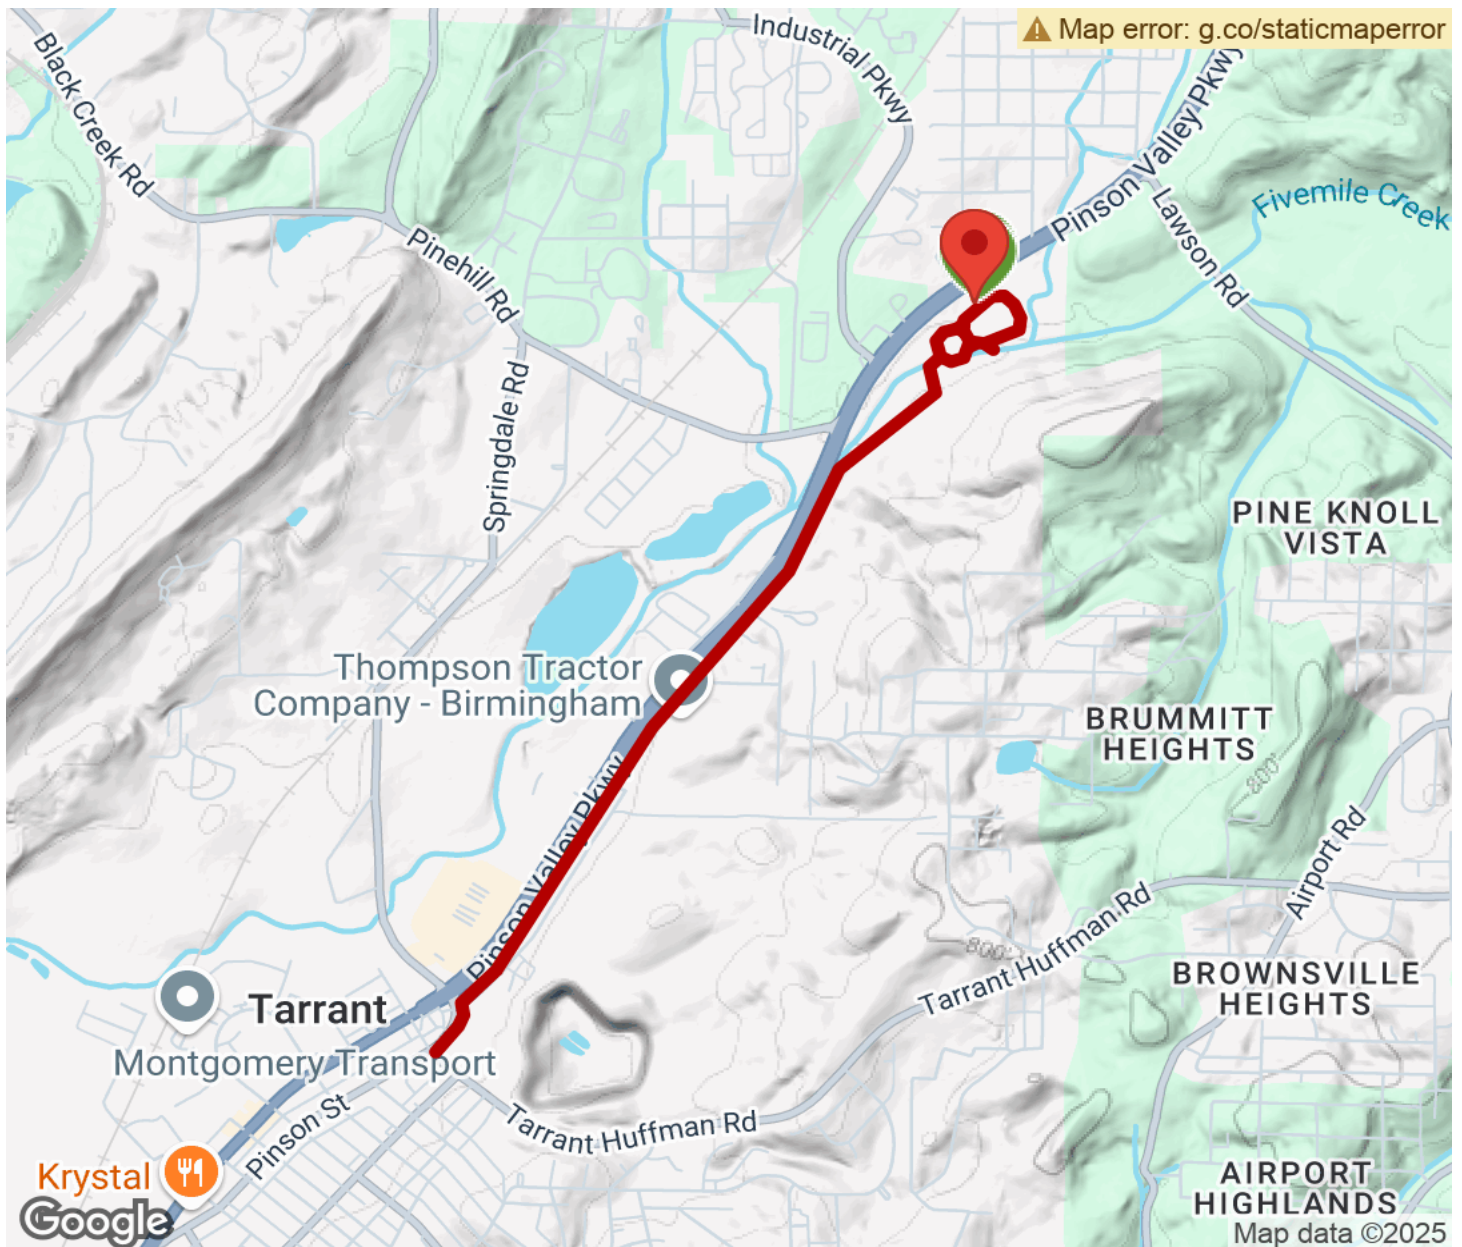 Map error: g.co/staticmaperror
Industrial Pkwy
Black Creek Rd
Pinson Valley Pkwy
Fivemile Creek
Lawson Rd
Pinehill Rd
Springdale Rd
PINE KNOLL
VISTA
Thompson Tractor
Company - Birmingham
BRUMMITT
HEIGHTS
800'
Pinson Valley Pkwy
Airport Rd
Tarrant Huffman Rd
800'
BROWNSVILLE
HEIGHTS
Tarrant
Montgomery Transport
Pinson St
Tarrant Huffman Rd
Krystal
AIRPORT
HIGHLANDS
Google
Map data ©2025